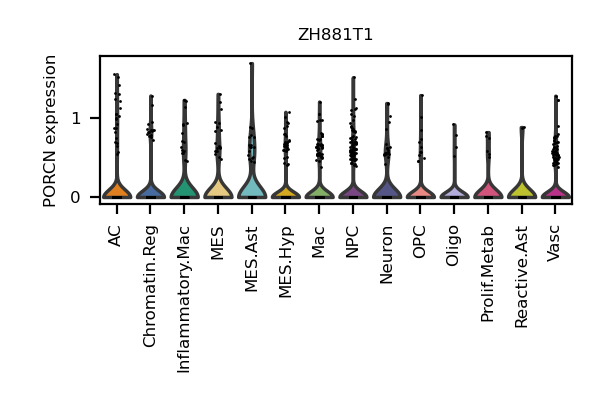 ZH881T1
PORCN expression
1
0
AC
Chromatin.Reg
Inflammatory.Mac
MES
MES.Ast
MES.Hyp
Mac
NPC
Neuron
OPC
Oligo
Prolif.Metab
Reactive.Ast
Vasc